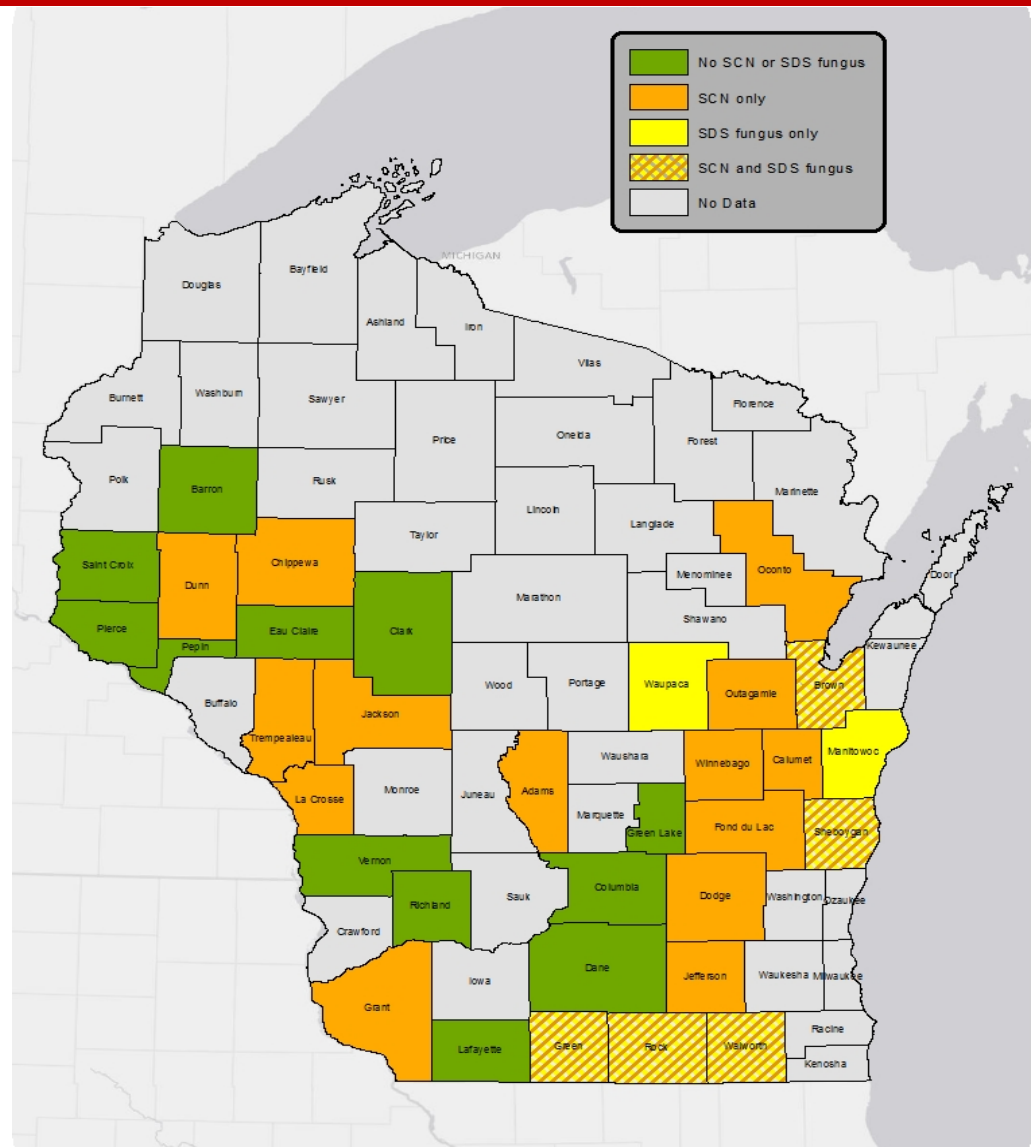 No SCN or SDS fungus
SCN only
SDS fungus only
SCN and SDS fungus
No Data
MICHIGAN
Bayfield
Douglas
Ashland
Iron
Vilas
Burnett
Washburn
Sawyer
Florence
Price
Oneida
Forest
Polk
Barron
Rusk
Marinette
Lincoln
Langlade
Taylor
Saint Croix
Dunn
Chippewa
Menominee
Oconto
Door
Marathon
Shawano
Pierce
Pepin
Eau Claire
Clark
Kewaunee
Buffalo
Wood
Portage
Waupaca
Outagamie
Brown
Trempealeau
Jackson
Waushara
Winnebago
Calumet
Manitowoc
La Crosse
Monroe
Juneau
Adams
Marquette
Green Lake
Fond du Lac
Sheboygan
Vernon
Richland
Sauk
Columbia
Dodge
Washington
Ozaukee
Crawford
Dane
Jefferson
Waukesha
Milwaukee
Iowa
Grant
Lafayette
Green
Rock
Walworth
Racine
Kenosha